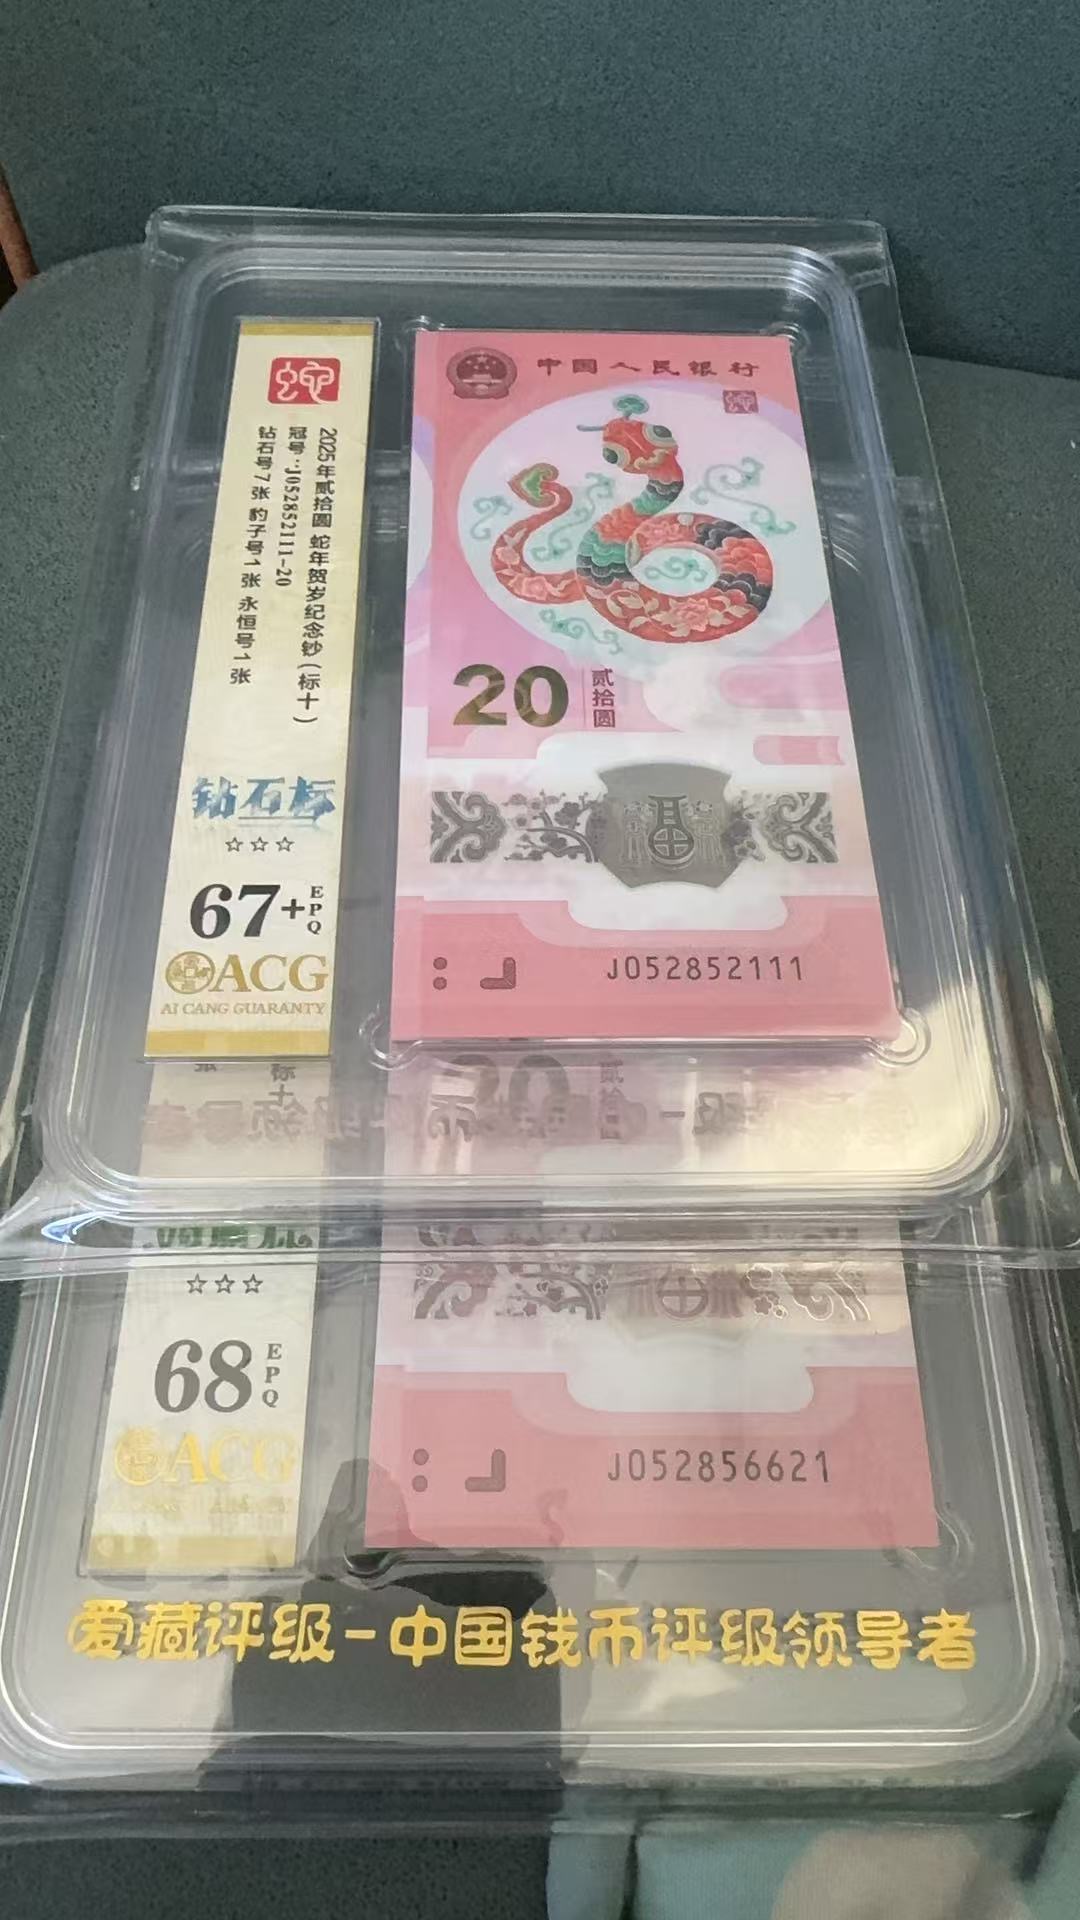 蛇
2025年贰拾圆 蛇年贺岁纪念钞(标十)
冠号:J052852111-20
钻石号7张 豹子号1张 永恒号1张
钻石标
☆☆☆
67+ EPQ
ACG
AI CANG GUARANTY
中国人民银行
蛇
20 贰拾圆
福
J052852111
☆☆☆
68 EPQ
ACG
J052856621
爱藏评级-中国钱币评级领导者